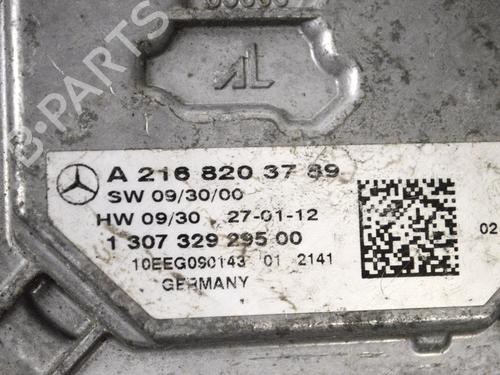 AL
B-PARTS
A 216 820 37 89
SW 09/30/00
HW 09/30 27-01-12
1 307 329 295 00
10EEG090143 01 2141
GERMANY
02